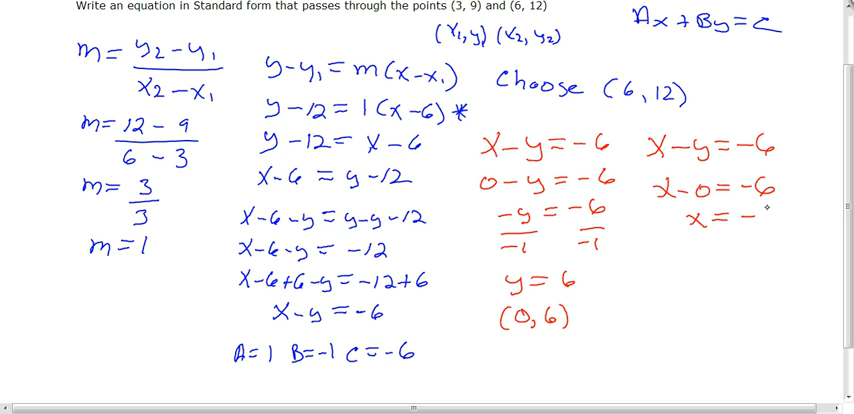 Write an equation in Standard form that passes through the points (3, 9) and (6, 12)
Ax + By = C
(x₁, y₁) (x₂, y₂)
m = y₂ - y₁ / x₂ - x₁
m = 12 - 9 / 6 - 3
m = 3 / 3
m = 1
y - y₁ = m(x - x₁)
y - 12 = 1(x - 6) *
y - 12 = x - 6
x - 6 = y - 12
x - 6 - y = y - y - 12
x - 6 - y = -12
x - 6 + 6 - y = -12 + 6
x - y = -6
A = 1 B = -1 C = -6
Choose (6, 12)
x - y = -6
0 - y = -6
-y = -6
-1 -1
y = 6
(0, 6)
x - y = -6
x - 0 = -6
x = -